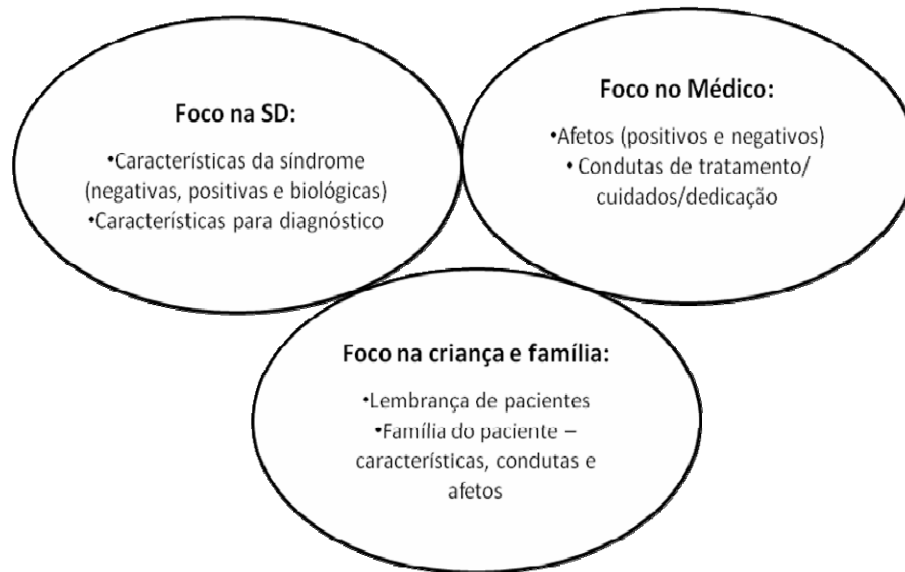 Foco na SD:
•Características da síndrome
(negativas, positivas e biológicas)
•Características para diagnóstico
Foco no Médico:
•Afetos (positivos e negativos)
• Condutas de tratamento/
cuidados/dedicação
Foco na criança e família:
•Lembrança de pacientes
•Família do paciente –
características, condutas e
afetos